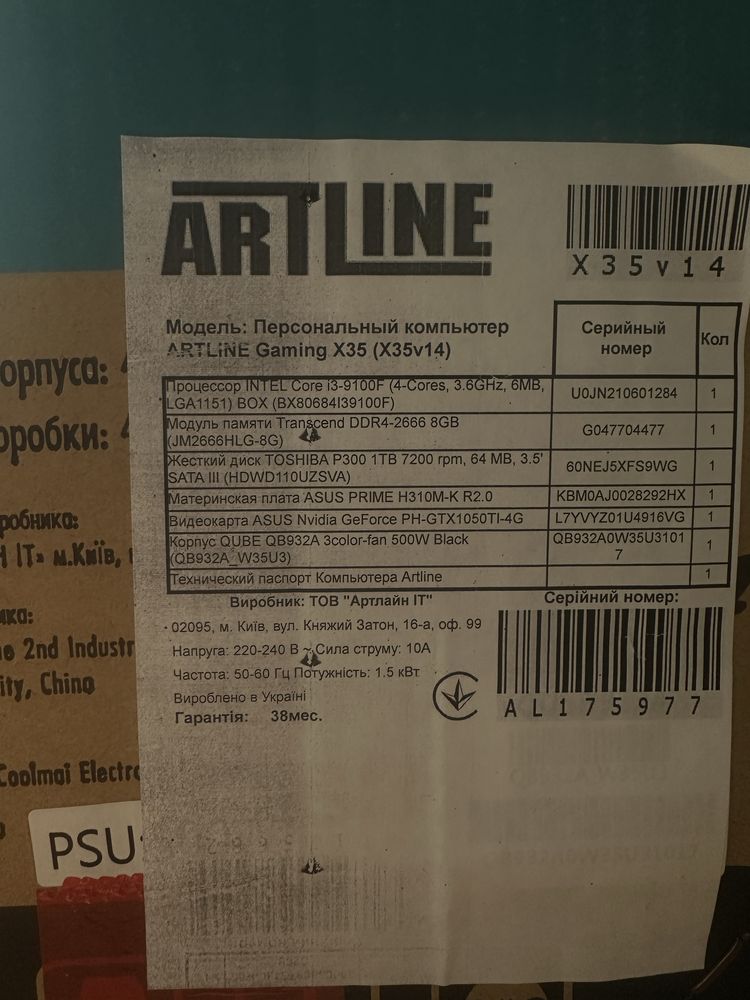 ARTLINE
X35v14
Модель: Персональный компьютер
ARTLINE Gaming X35 (X35v14)
Серийный
номер
Кол
Процессор INTEL Core i3-9100F (4-Cores, 3.6GHz, 6MB,
LGA1151) BOX (BX80684I39100F)
U0JN210601284
1
Модуль памяти Transcend DDR4-2666 8GB
(JM2666HLG-8G)
G047704477
1
Жесткий диск TOSHIBA P300 1TB 7200 rpm, 64 MB, 3.5'
SATA III (HDWD110UZSVA)
60NEJ5XFS9WG
1
Материнская плата ASUS PRIME H310M-K R2.0
KBM0AJ0028292HX
1
Видеокарта ASUS Nvidia GeForce PH-GTX1050TI-4G
L7YVYZ01U4916VG
1
Корпус QUBE QB932A 3color-fan 500W Black
(QB932A_W35U3)
QB932A0W35U3101
7
1
Технический паспорт Компьютера Artline
1
Виробник: ТОВ "Артлайн ІТ"
Серійний номер:
02095, м. Київ, вул. Княжий Затон, 16-а, оф. 99
Напруга: 220-240 В ~ Сила струму: 10А
Частота: 50-60 Гц Потужність: 1.5 кВт
Вироблено в Україні
Гарантія: 38мес.
AL175977
орпуса:
оробки:
робника:
ІТ» м.Київ,
ика:
2nd Industr
ity, China
Coolmai Electro
PSU